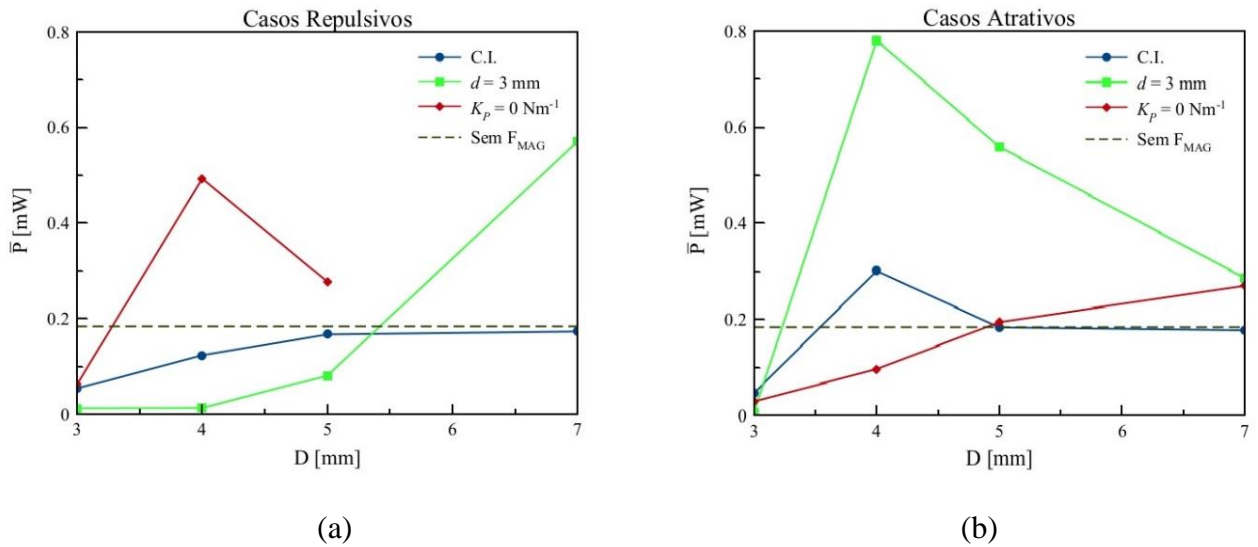 Casos Repulsivos
0.8
0.6
0.4
0.2
0
P̅ [mW]
C.I.
d = 3 mm
K_P = 0 Nm⁻¹
Sem F_MAG
3 4 5 6 7
D [mm]
(a)
Casos Atrativos
0.8
0.6
0.4
0.2
0
P̅ [mW]
C.I.
d = 3 mm
K_P = 0 Nm⁻¹
Sem F_MAG
3 4 5 6 7
D [mm]
(b)